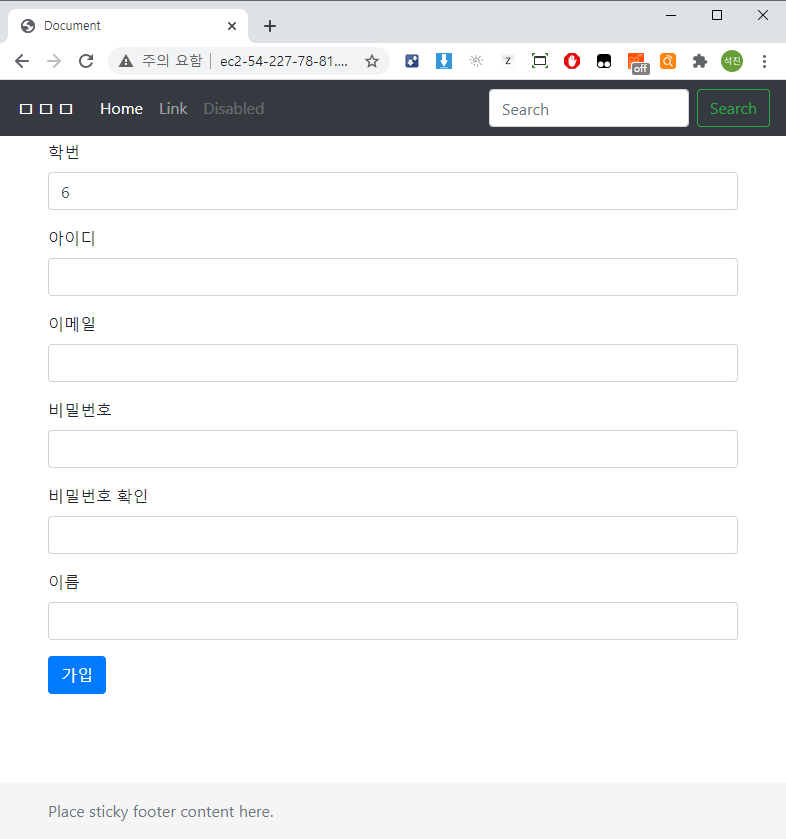 Document
주의 요함 | ec2-54-227-78-81....
z
off
석진
ㅁㅁㅁ Home Link Disabled Search Search
학번
6
아이디
이메일
비밀번호
비밀번호 확인
이름
가입
Place sticky footer content here.